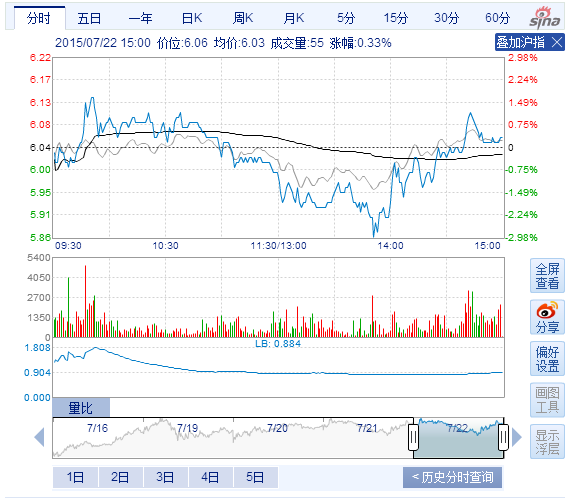 分时 五日 一年 日K 周K 月K 5分 15分 30分 60分
sina
2015/07/22 15:00 价位:6.06 均价:6.03 成交量:55 涨幅:0.33%
叠加沪指
6.22 2.98%
6.17 2.24%
6.13 1.49%
6.08 0.75%
6.04 0
6.00 -0.75%
5.95 -1.49%
5.91 -2.24%
5.86 -2.98%
09:30 10:30 11:30/13:00 14:00 15:00
5400
4050
2700
1350
0
LB: 0.884
1.808
0.904
0.000
量比
7/16 7/19 7/20 7/21 7/22
1日 2日 3日 4日 5日
<历史分时查询
全屏
查看
分享
偏好
设置
画图
工具
显示
浮层